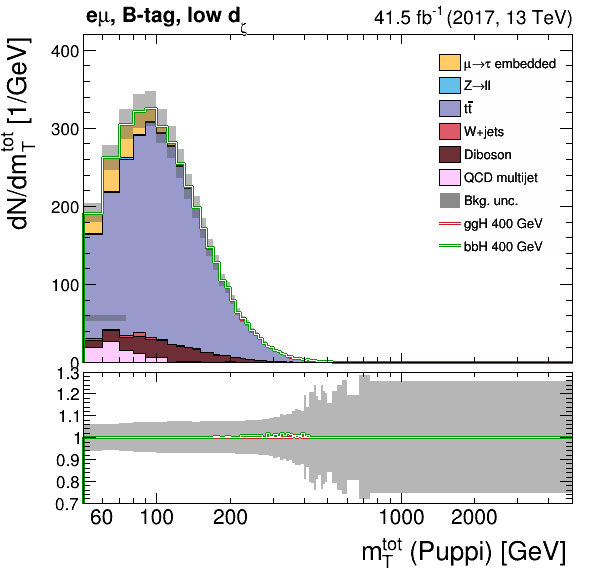 eμ, B-tag, low dζ 41.5 fb⁻¹ (2017, 13 TeV)
dN/dm_T^tot [1/GeV]
400
300
200
100
0
μ→τ embedded
Z→ll
tt̄
W+jets
Diboson
QCD multijet
Bkg. unc.
ggH 400 GeV
bbH 400 GeV
1.3
1.2
1.1
1
0.9
0.8
0.7
60 100 200 1000 2000
m_T^tot (Puppi) [GeV]